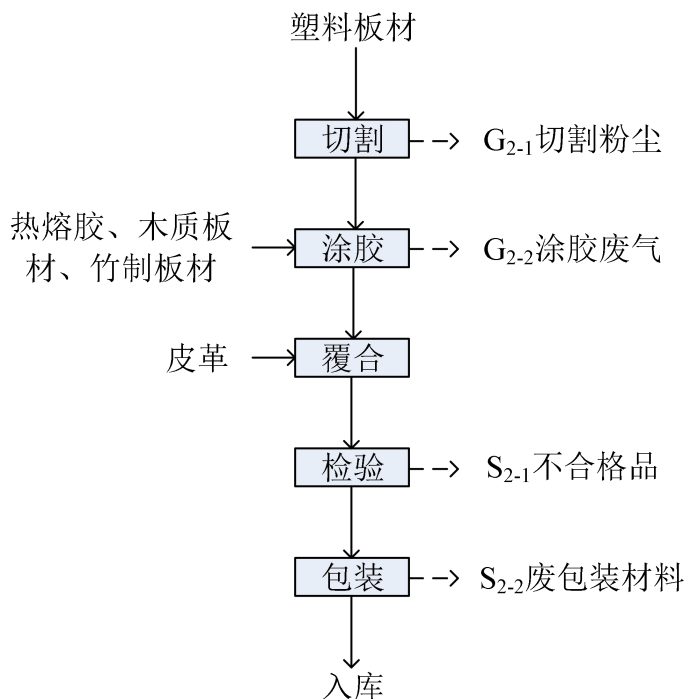 塑料板材
切割
G2-1切割粉尘
热熔胶、木质板
材、竹制板材
涂胶
G2-2涂胶废气
皮革
覆合
检验
S2-1不合格品
包装
S2-2废包装材料
入库